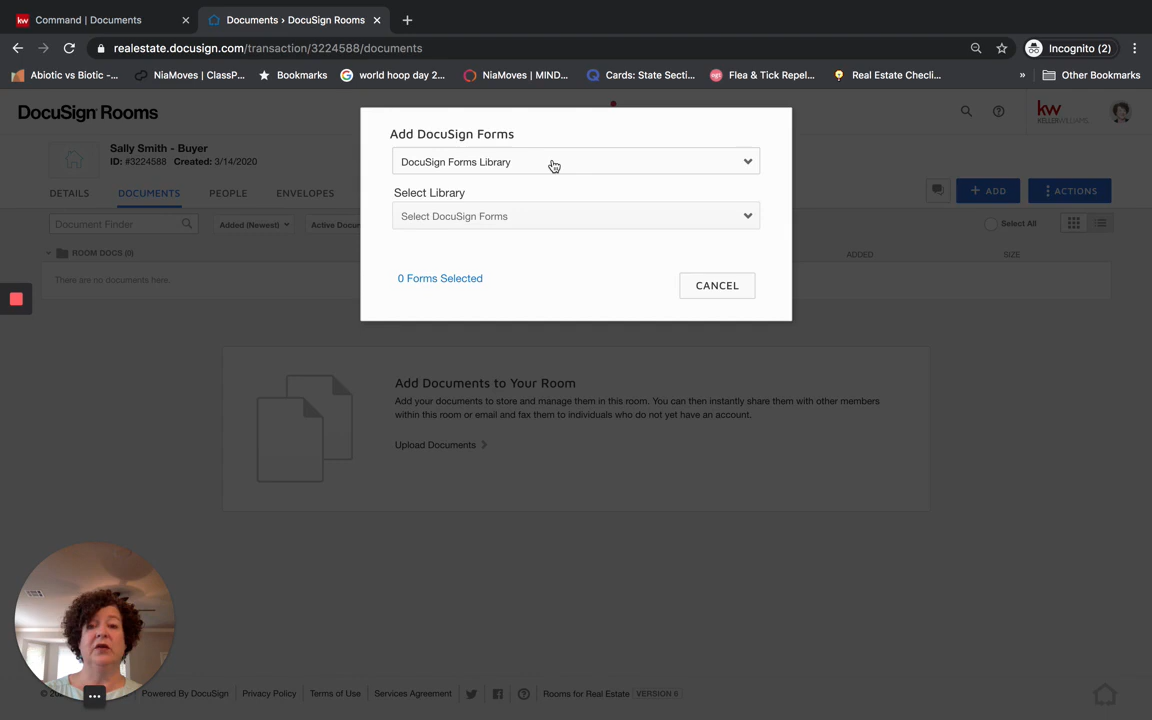 kw Command | Documents
Documents › DocuSign Rooms
realestate.docusign.com/transaction/3224588/documents
Incognito (2)
Abiotic vs Biotic -...
NiaMoves | ClassP...
Bookmarks
world hoop day 2...
NiaMoves | MIND...
Cards: State Secti...
Flea & Tick Repel...
Real Estate Checli...
»
Other Bookmarks
DocuSign Rooms
kw
KELLERWILLIAMS.
Sally Smith - Buyer
ID: #3224588 Created: 3/14/2020
DETAILS
DOCUMENTS
PEOPLE
ENVELOPES
+ ADD
ACTIONS
Document Finder
Added (Newest)
Active Docum
Select All
ROOM DOCS (0)
ADDED
SIZE
There are no documents here.
Add DocuSign Forms
DocuSign Forms Library
Select Library
Select DocuSign Forms
0 Forms Selected
CANCEL
Add Documents to Your Room
Add your documents to store and manage them in this room. You can then instantly share them with other members
within this room or email and fax them to individuals who do not yet have an account.
Upload Documents
Powered By DocuSign
Privacy Policy
Terms of Use
Services Agreement
Rooms for Real Estate
VERSION 6